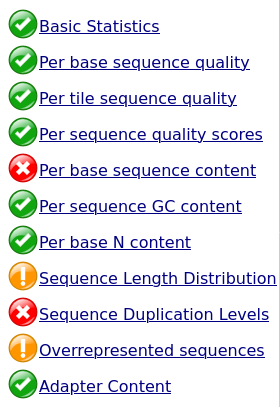 Basic Statistics
Per base sequence quality
Per tile sequence quality
Per sequence quality scores
Per base sequence content
Per sequence GC content
Per base N content
Sequence Length Distribution
Sequence Duplication Levels
Overrepresented sequences
Adapter Content